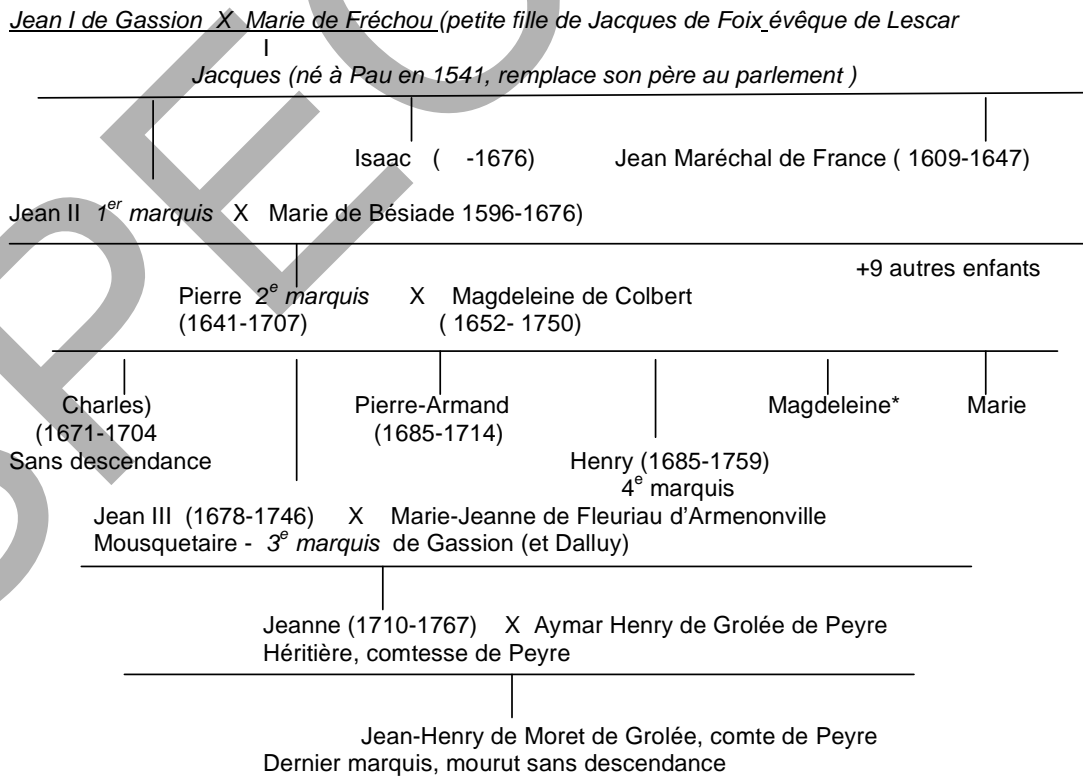 Jean I de Gassion X Marie de Fréchou (petite fille de Jacques de Foix évêque de Lescar
I
Jacques (né à Pau en 1541, remplace son père au parlement )
Isaac ( -1676) Jean Maréchal de France ( 1609-1647)
Jean II 1er marquis X Marie de Bésiade 1596-1676)
+9 autres enfants
Pierre 2e marquis X Magdeleine de Colbert
(1641-1707) ( 1652- 1750)
Charles) Pierre-Armand Magdeleine* Marie
(1671-1704 (1685-1714)
Sans descendance Henry (1685-1759)
4e marquis
Jean III (1678-1746) X Marie-Jeanne de Fleuriau d'Armenonville
Mousquetaire - 3e marquis de Gassion (et Dalluy)
Jeanne (1710-1767) X Aymar Henry de Grolée de Peyre
Héritière, comtesse de Peyre
Jean-Henry de Moret de Grolée, comte de Peyre
Dernier marquis, mourut sans descendance